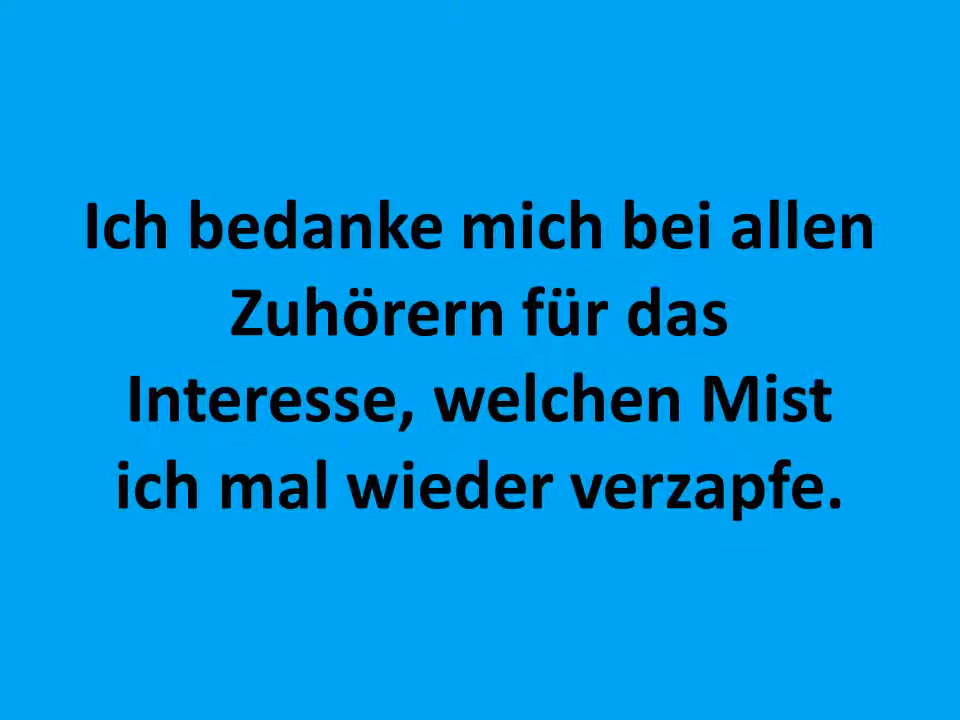 Ich bedanke mich bei allen
Zuhörern für das
Interesse, welchen Mist
ich mal wieder verzapfe.